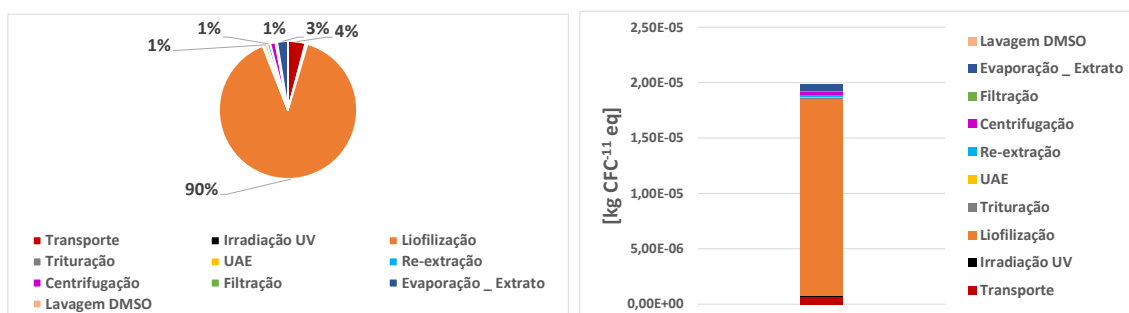 1% 1% 3% 4%
1%
90%
Transporte Irradiação UV Liofilização
Trituração UAE Re-extração
Centrifugação Filtração Evaporação _ Extrato
Lavagem DMSO
[kg CFC-11 eq]
2,50E-05
2,00E-05
1,50E-05
1,00E-05
5,00E-06
0,00E+00
Lavagem DMSO
Evaporação _ Extrato
Filtração
Centrifugação
Re-extração
UAE
Trituração
Liofilização
Irradiação UV
Transporte